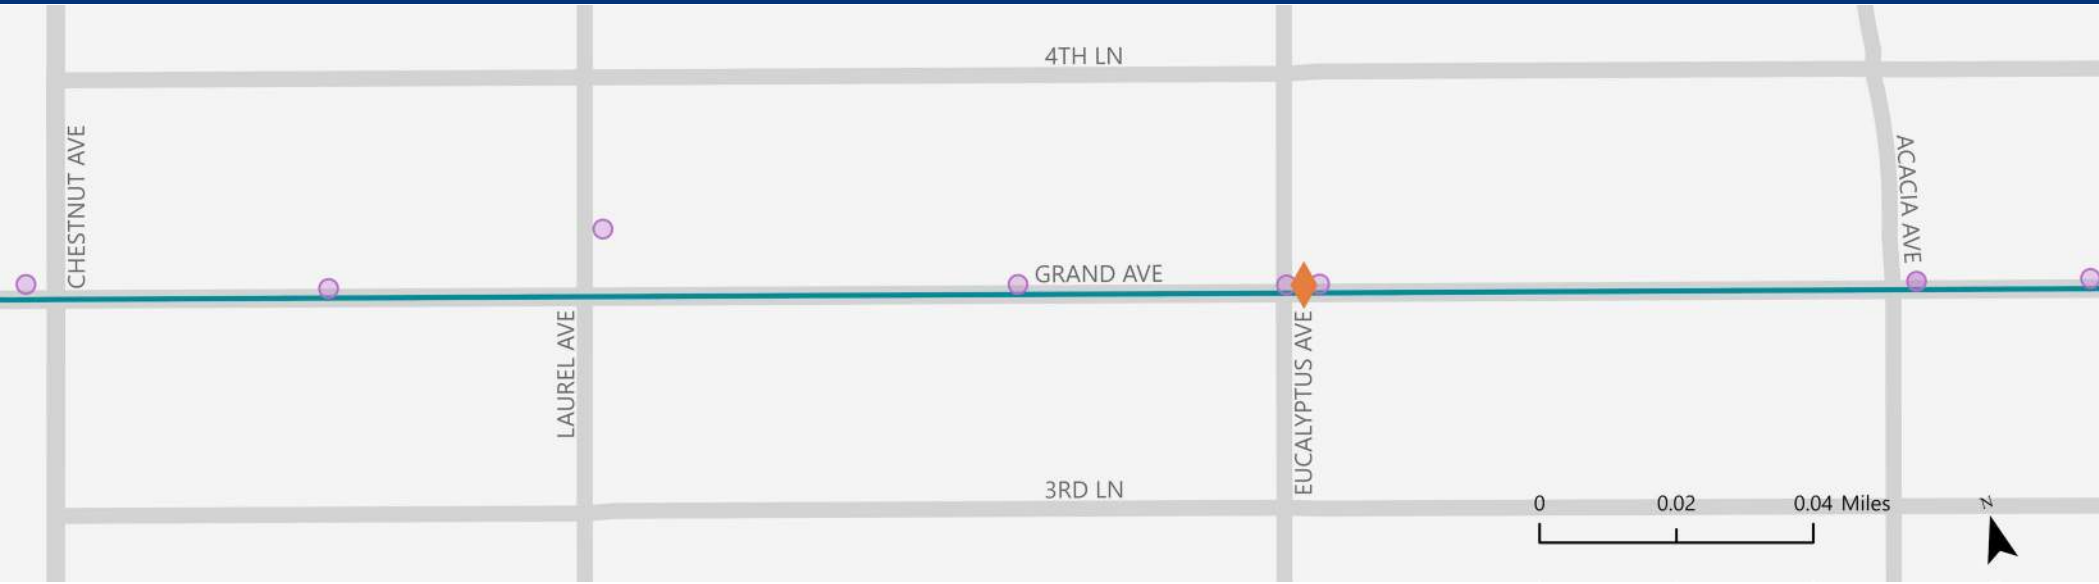 4TH LN
CHESTNUT AVE
ACACIA AVE
GRAND AVE
LAUREL AVE
EUCALYPTUS AVE
3RD LN
0 0.02 0.04 Miles
N